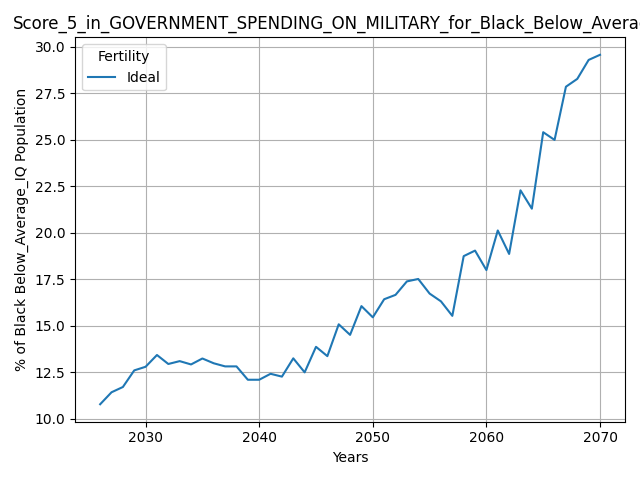 Score_5_in_GOVERNMENT_SPENDING_ON_MILITARY_for_Black_Below_Avera
Fertility
Ideal
30.0
27.5
25.0
22.5
20.0
17.5
15.0
12.5
10.0
% of Black Below_Average_IQ Population
2030 2040 2050 2060 2070
Years